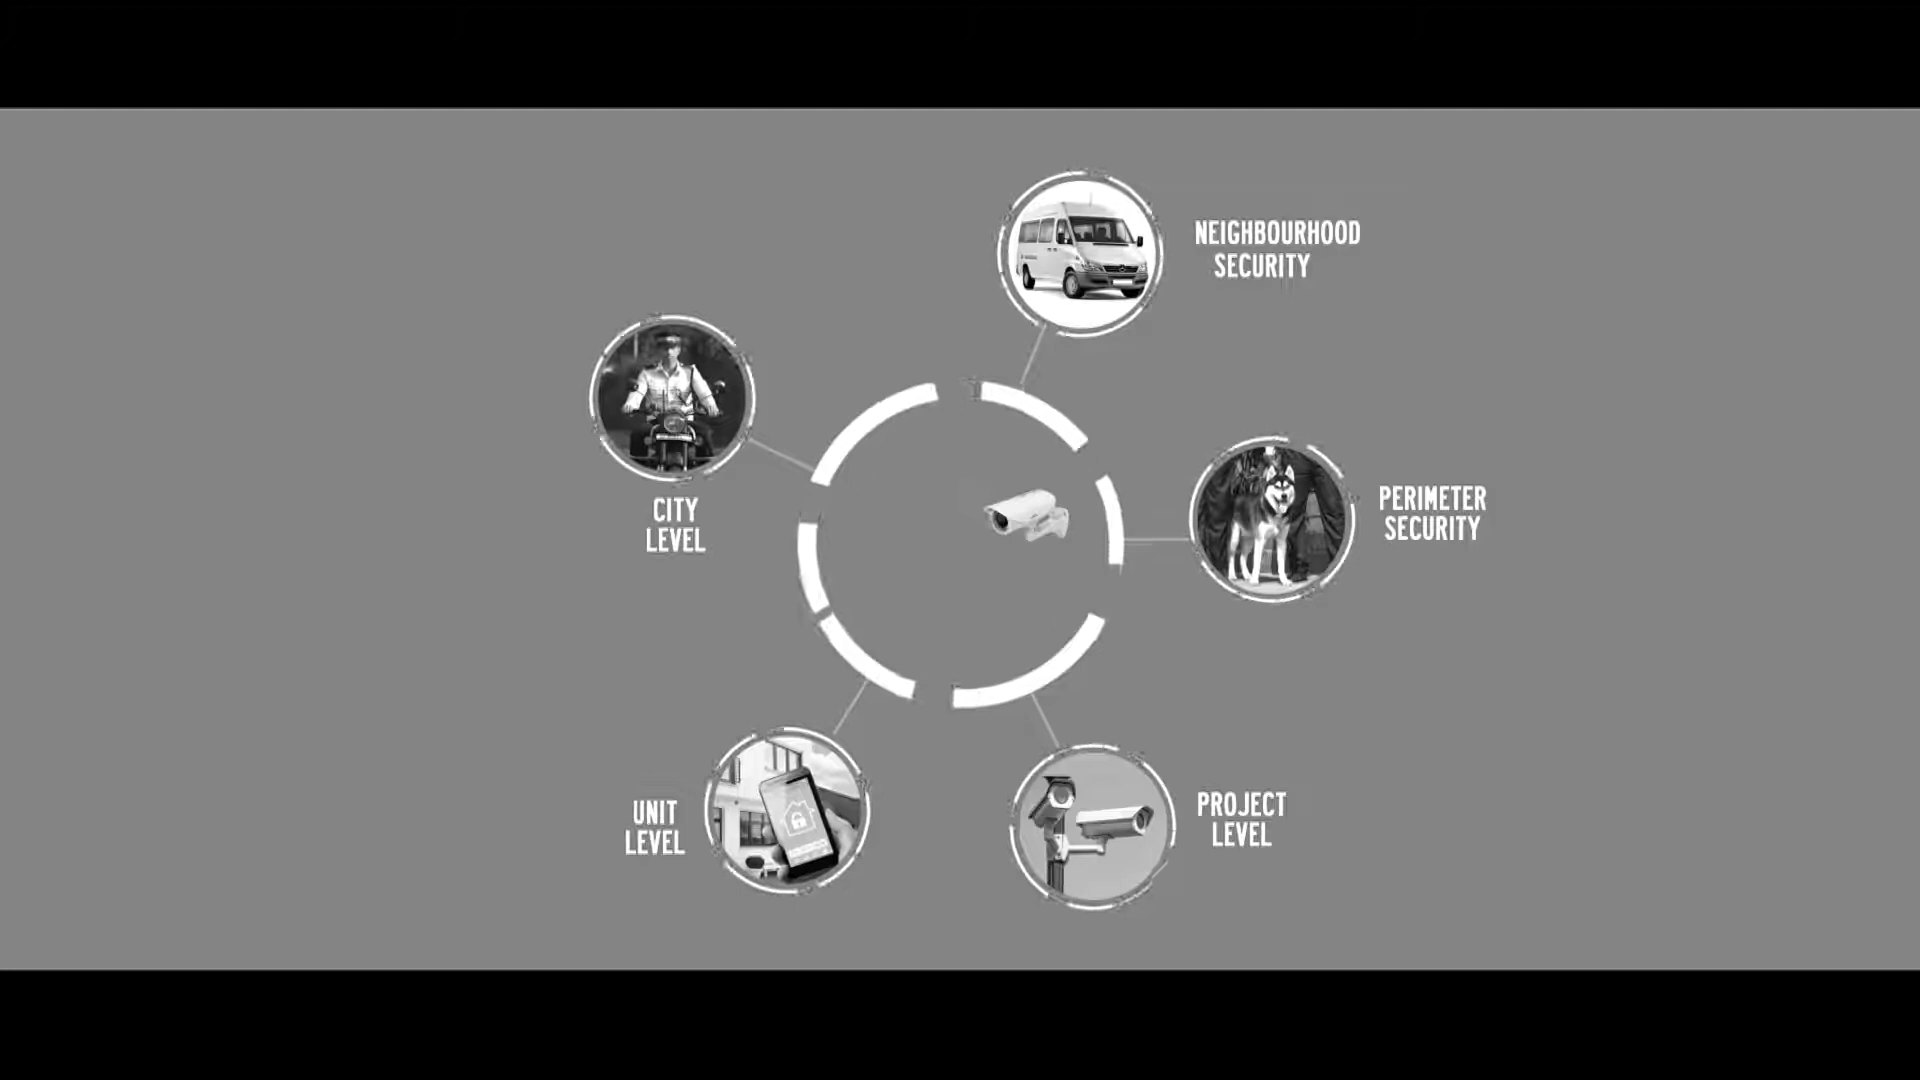 NEIGHBOURHOOD
SECURITY
CITY
LEVEL
PERIMETER
SECURITY
UNIT
LEVEL
PROJECT
LEVEL